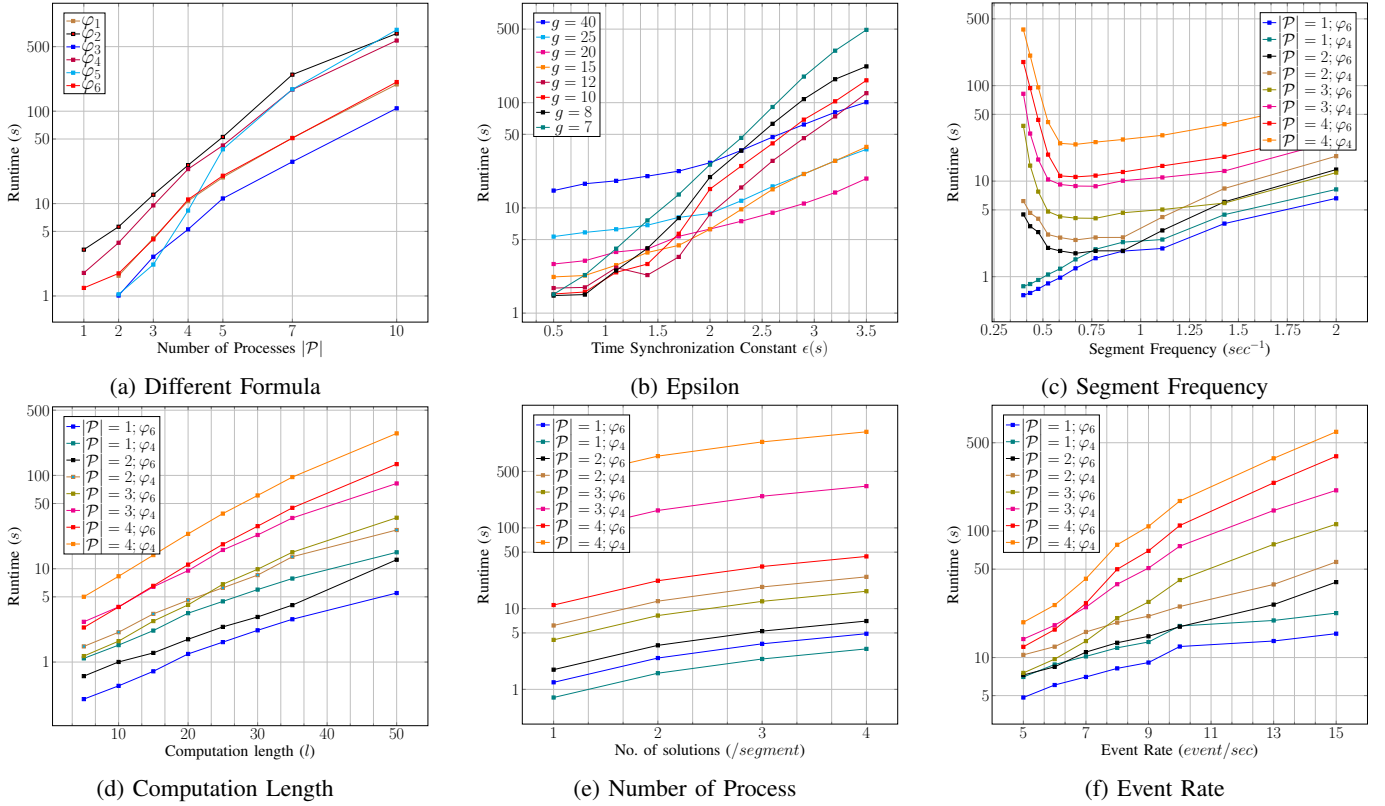 500
100
50
10
5
1
1
2
3
4
5
7
10
Runtime (s)
Number of Processes |𝒫|
φ₁
φ₂
φ₃
φ₄
φ₅
φ₆
(a) Different Formula
100
50
10
5
1
0.5
1
1.5
2
2.5
3
3.5
Runtime (s)
Time Synchronization Constant ϵ(s)
g = 40
g = 25
g = 20
g = 15
g = 12
g = 10
g = 8
g = 7
(b) Epsilon
500
100
50
10
5
1
0.25
0.5
0.75
1
1.25
1.5
1.75
2
Runtime (s)
Segment Frequency (sec⁻¹)
|𝒫| = 1; φ₆
|𝒫| = 1; φ₄
|𝒫| = 2; φ₆
|𝒫| = 2; φ₄
|𝒫| = 3; φ₆
|𝒫| = 3; φ₄
|𝒫| = 4; φ₆
|𝒫| = 4; φ₄
(c) Segment Frequency
500
100
50
10
5
1
10
20
30
40
50
Runtime (s)
Computation length (l)
|𝒫| = 1; φ₆
|𝒫| = 1; φ₄
|𝒫| = 2; φ₆
|𝒫| = 2; φ₄
|𝒫| = 3; φ₆
|𝒫| = 3; φ₄
|𝒫| = 4; φ₆
|𝒫| = 4; φ₄
(d) Computation Length
500
100
50
10
5
1
1
2
3
4
Runtime (s)
No. of solutions (/segment)
|𝒫| = 1; φ₆
|𝒫| = 1; φ₄
|𝒫| = 2; φ₆
|𝒫| = 2; φ₄
|𝒫| = 3; φ₆
|𝒫| = 3; φ₄
|𝒫| = 4; φ₆
|𝒫| = 4; φ₄
(e) Number of Process
500
100
50
10
5
5
7
9
11
13
15
Runtime (s)
Event Rate (event/sec)
|𝒫| = 1; φ₆
|𝒫| = 1; φ₄
|𝒫| = 2; φ₆
|𝒫| = 2; φ₄
|𝒫| = 3; φ₆
|𝒫| = 3; φ₄
|𝒫| = 4; φ₆
|𝒫| = 4; φ₄
(f) Event Rate